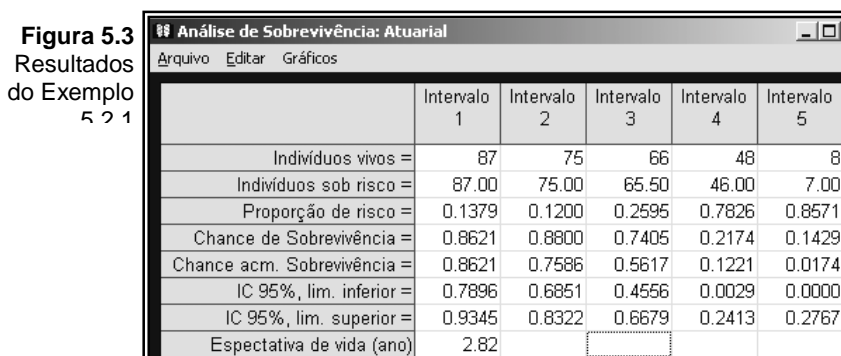 Figura 5.3
Resultados
do Exemplo
5.2.1
Análise de Sobrevivência: Atuarial
Arquivo Editar Gráficos
Intervalo 1 Intervalo 2 Intervalo 3 Intervalo 4 Intervalo 5
Indivíduos vivos = 87 75 66 48 8
Indivíduos sob risco = 87.00 75.00 65.50 46.00 7.00
Proporção de risco = 0.1379 0.1200 0.2595 0.7826 0.8571
Chance de Sobrevivência = 0.8621 0.8800 0.7405 0.2174 0.1429
Chance acm. Sobrevivência = 0.8621 0.7586 0.5617 0.1221 0.0174
IC 95%, lim. inferior = 0.7896 0.6851 0.4556 0.0029 0.0000
IC 95%, lim. superior = 0.9345 0.8322 0.6679 0.2413 0.2767
Espectativa de vida (ano) 2.82